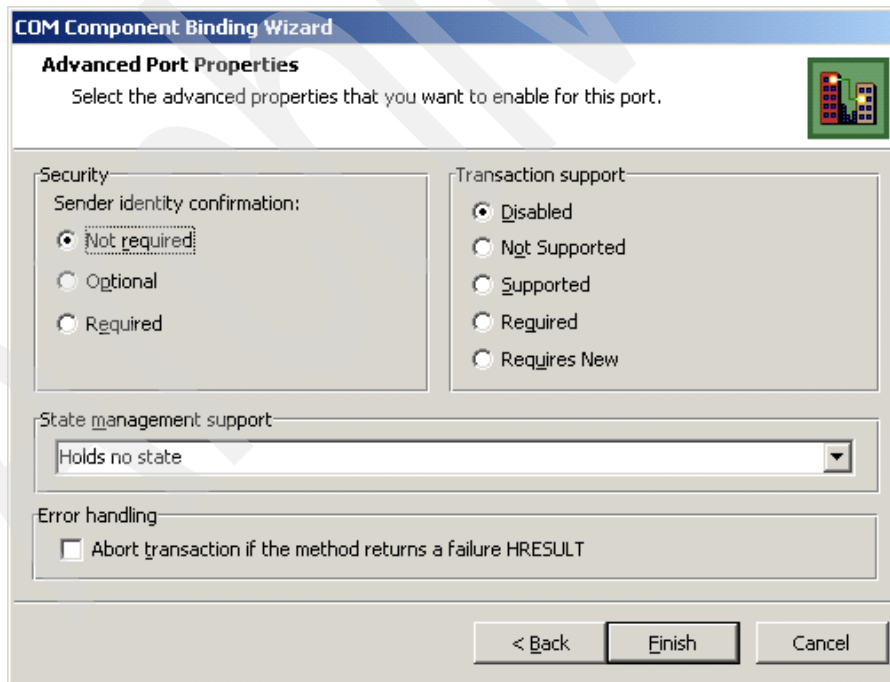 COM Component Binding Wizard
Advanced Port Properties
Select the advanced properties that you want to enable for this port.
Security
Sender identity confirmation:
Not required
Optional
Required
Transaction support
Disabled
Not Supported
Supported
Required
Requires New
State management support
Holds no state
Error handling
Abort transaction if the method returns a failure HRESULT
< Back
Finish
Cancel